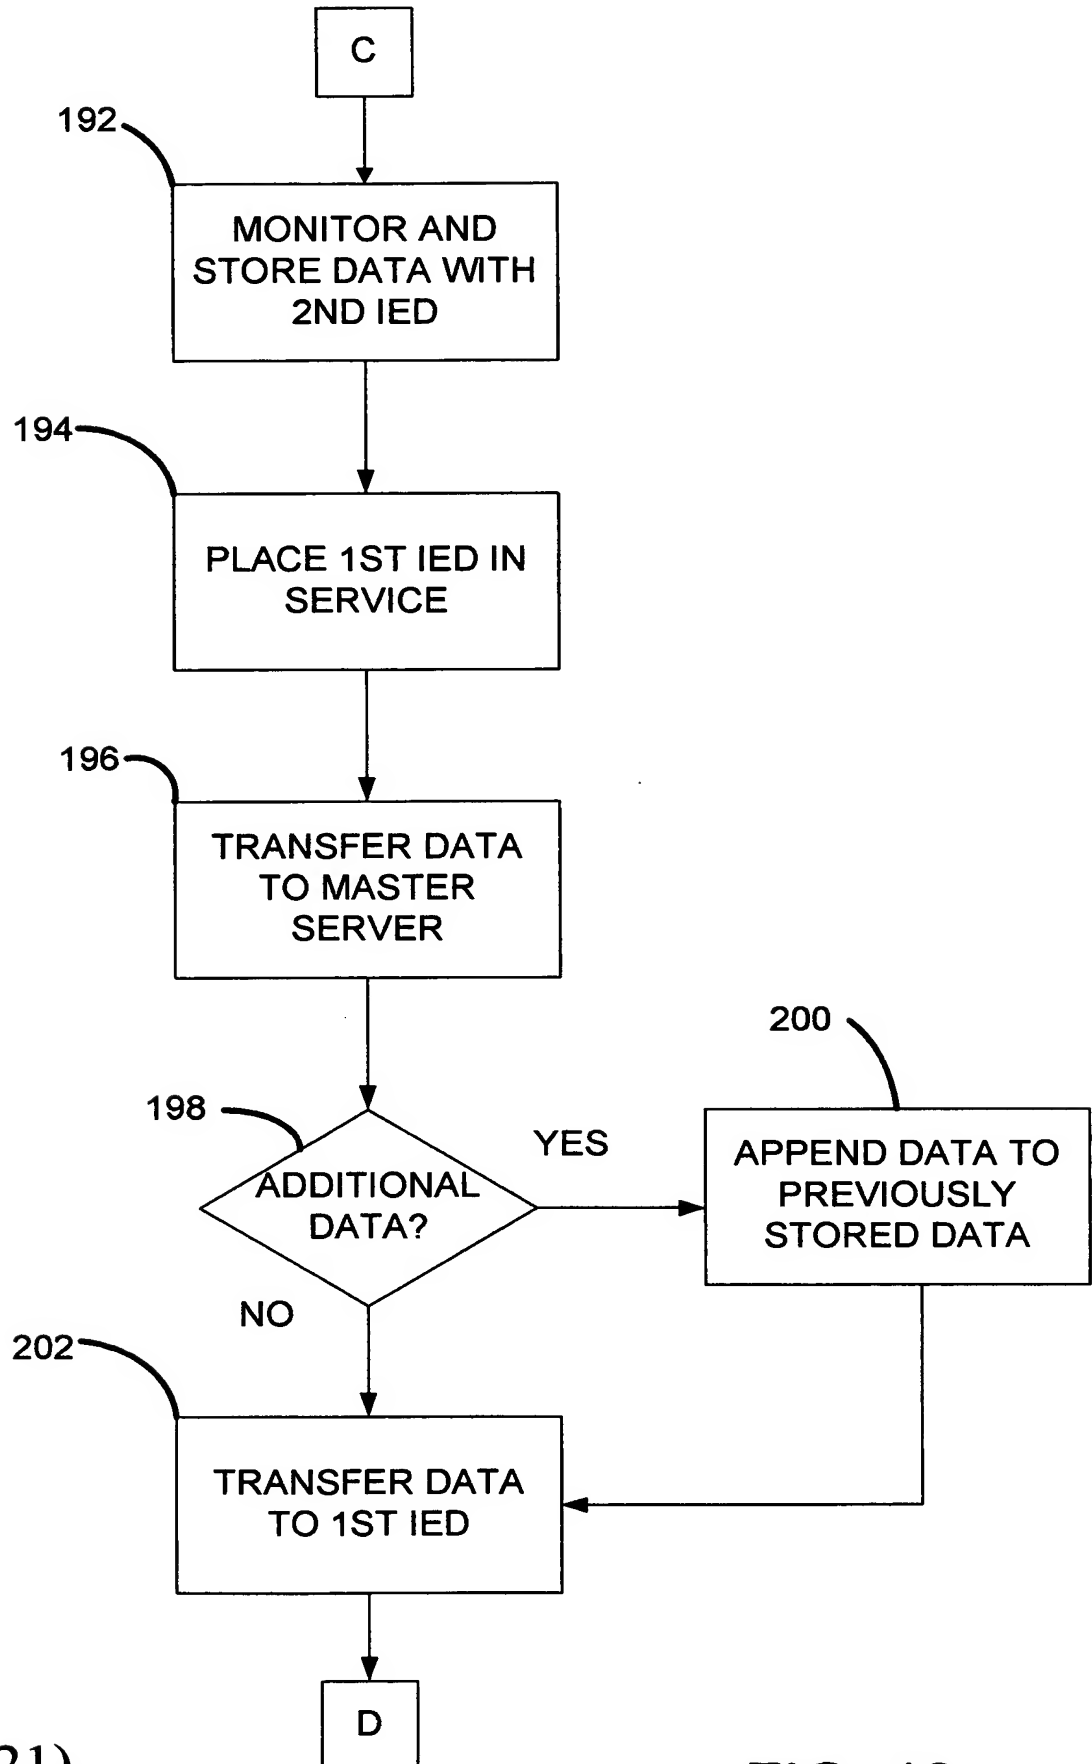 C
192
MONITOR AND
STORE DATA WITH
2ND IED
194
PLACE 1ST IED IN
SERVICE
196
TRANSFER DATA
TO MASTER
SERVER
198
ADDITIONAL
DATA?
YES
200
APPEND DATA TO
PREVIOUSLY
STORED DATA
NO
202
TRANSFER DATA
TO 1ST IED
D
21)